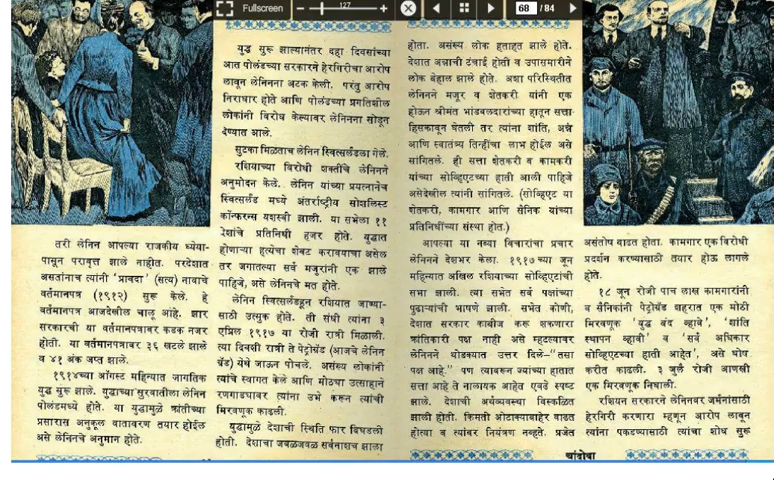 Fullscreen
127
68 / 84
तरी लेनिन आपल्या राजकीय ध्येया-
पासून परावृत्त झाले नाहीत. परदेशात
असतांनाच त्यांनी 'प्रावदा' (सत्य) नावाचे
वर्तमानपत्र (१९१२) सुरू केले. हे
वर्तमानपत्र आजदेखील चालू आहे. झार
सरकारची या वर्तमानपत्रावर कडक नजर
होती. या वर्तमानपत्रावर ३६ खटले झाले
व ४१ अंक जप्त झाले.
१९१४च्या ऑगस्ट महिन्यात जागतिक
युद्ध सुरू झाले. युद्धाच्या सुरवातीला लेनिन
पोलंडमध्ये होते. या युद्धामुळे क्रांतीच्या
प्रसारास अनुकूल वातावरण तयार होईल
असे लेनिनचे अनुमान होते.
युद्ध सुरू झाल्यानंतर दहा दिवसांच्या
आत पोलंडच्या सरकारने हेरगिरीचा आरोप
लावून लेनिनना अटक केली. परंतु आरोप
निराधार होते आणि पोलंडच्या प्रगतिशील
लोकांनी विरोध केल्यावर लेनिनना सोडून
देण्यात आले.
सुटका मिळताच लेनिन स्वित्सर्लंडला गेले.
रशियाच्या विरोधी शक्तींचे लेनिनने
अनुमोदन केले. लेनिन यांच्या प्रयत्नानेच
स्वित्सर्लंड मध्ये अंतर्राष्ट्रीय सोशलिस्ट
कॉन्फरन्स यशस्वी झाली. या सभेला ११
देशांचे प्रतिनिधी हजर होते. युद्धात
होणाऱ्या हत्येचा शेवट करावयाचा असेल
तर जगातल्या सर्व मजुरांनी एक झाले
पाहिजे, असे लेनिनचे मत होते.
लेनिन स्वित्सर्लंडहून रशियात जाण्या-
साठी उत्सुक होते. ती संधी त्यांना ३
एप्रिल १९१७ या रोजी रात्री मिळाली.
त्या दिवशी रात्री ते पेट्रोग्रॅड (आजचे लेनिन
ग्रॅड) येथे जाऊन पोचले. असंख्य लोकांनी
त्यांचे स्वागत केले आणि मोठ्या उत्साहाने
रणगाड्यावर त्यांना उभे करून त्यांची
मिरवणूक काढली.
युद्धामुळे देशाची स्थिति फार बिघडली
होती. देशाचा जवळजवळ सर्वनाशच झाला
होता. असंख्य लोक हताहत झाले होते.
देशात अन्नाची टंचाई होती व उपासमारीने
लोक बेहाल झाले होते. अशा परिस्थितीत
लेनिनने मजूर व शेतकरी यांनी एक
होऊन श्रीमंत भांडवलदारांच्या हातून सत्ता
हिसकावून घेतली तर त्यांना शांति, अन्न
आणि स्वातंत्र्य तिन्हींचा लाभ होईल असे
सांगितले. ही सत्ता शेतकरी व कामकरी
यांच्या सोव्हिएटच्या हाती आली पाहिजे
असेदेखील त्यांनी सांगितले. (सोव्हिएट या
शेतकरी, कामगार आणि सैनिक यांच्या
प्रतिनिधींच्या संस्था होत.)
आपल्या या नव्या विचारांचा प्रचार
लेनिनने देशभर केला. १९१७ च्या जून
महिन्यात अखिल रशियाच्या सोव्हिएटांची
सभा झाली. त्या सभेत सर्व पक्षांच्या
पुढाऱ्यांची भाषणे झाली. सभेत कोणी,
देशात सरकार काबीज करू शकणारा
क्रांतिकारी पक्ष नाही असे म्हटल्यावर
लेनिनने थोडक्यात उत्तर दिले-"तसा
पक्ष आहे." पण त्यावरून ज्यांच्या हातात
सत्ता आहे ते नालायक आहेत एवढे स्पष्ट
झाले. देशाची अर्थव्यवस्था विस्कळित
झाली होती. किमती ओटाक्याबाहेर वाढत
होत्या व त्यांवर नियंत्रण नव्हते. प्रजेत
असंतोष वाढत होता. कामगार एक विरोधी
प्रदर्शन करण्यासाठी तयार होऊ लागले
होते.
१८ जून रोजी पाच लाख कामगारांनी
व सैनिकांनी पेट्रोग्रॅड शहरात एक मोठी
मिरवणूक 'युद्ध बंद व्हावे', 'शांति
स्थापन व्हावी' व 'सर्व अधिकार
सोव्हिएटच्या हाती आहेत', असे घोष
करीत काढली. ३ जुलै रोजी आणखी
एक मिरवणूक निघाली.
रशियन सरकारने लेनिनवर जर्मनांसाठी
हेरगिरी करणारा म्हणून आरोप लावून
त्यांना पकडण्यासाठी त्यांचा शोध सुरू
चांदोबा